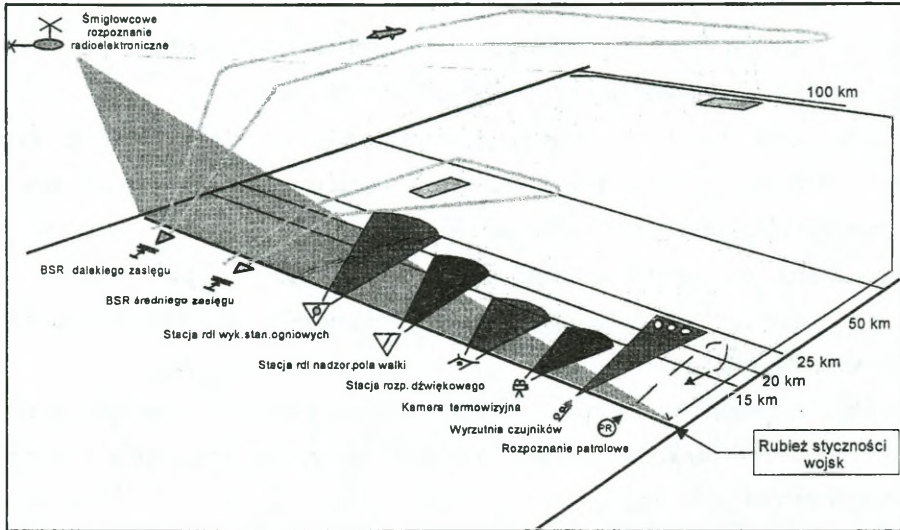 Śmigłowcowe
rozpoznanie
radioelektroniczne
100 km
BSR dalekiego zasięgu
BSR średniego zasięgu
Stacja rdl wyk.stan.ogniowych
Stacja rdl nadzor.pola walki
Stacja rozp. dźwiękowego
Kamera termowizyjna
Wyrzutnia czujników
Rozpoznanie patrolowe
PR
50 km
25 km
20 km
15 km
Rubież styczności
wojsk